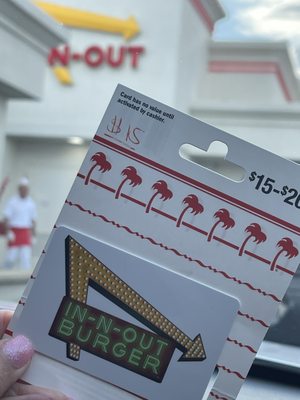 N-OUT
Card has no value until
activated by cashier.
$15
$15-$20
IN-N-OUT
BURGER